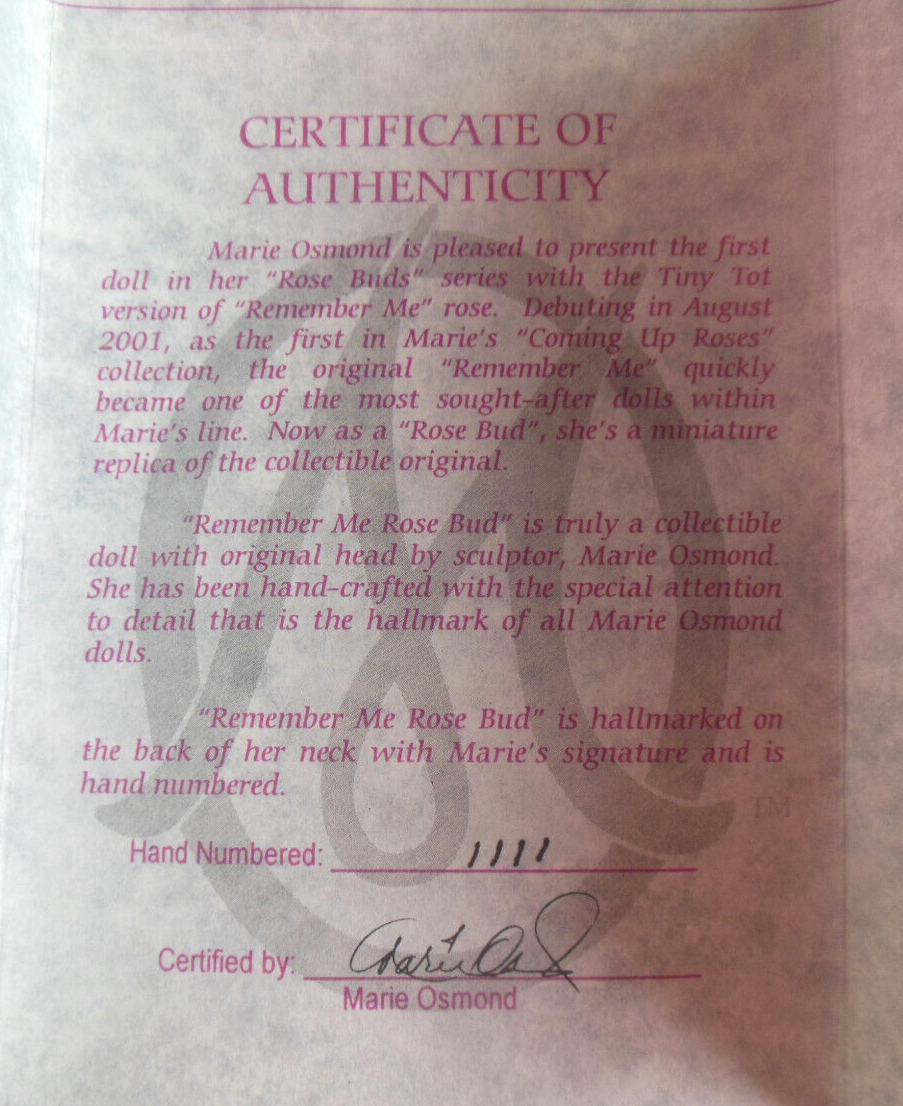 CERTIFICATE OF
AUTHENTICITY
Marie Osmond is pleased to present the first
doll in her “Rose Buds” series with the Tiny Tot
version of “Remember Me” rose. Debuting in August
2001, as the first in Marie's “Coming Up Roses”
collection, the original “Remember Me” quickly
became one of the most sought-after dolls within
Marie's line. Now as a “Rose Bud”, she's a miniature
replica of the collectible original.
“Remember Me Rose Bud” is truly a collectible
doll with original head by sculptor, Marie Osmond.
She has been hand-crafted with the special attention
to detail that is the hallmark of all Marie Osmond
dolls.
“Remember Me Rose Bud” is hallmarked on
the back of her neck with Marie's signature and is
hand numbered.
TM
Hand Numbered: 1111
Certified by: Marie Osmond
Marie Osmond